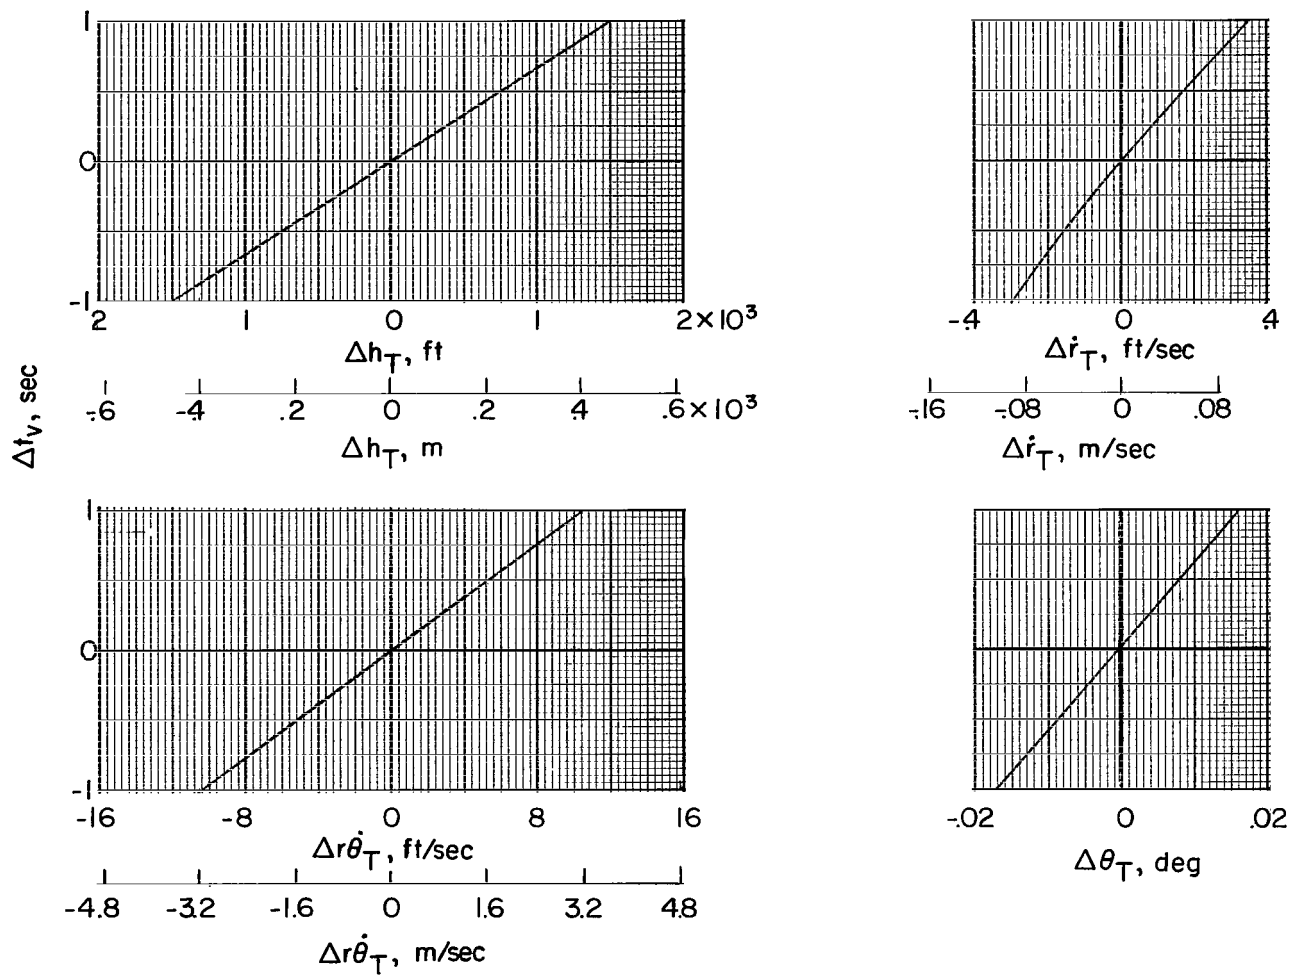 1
0
-1
2 1 0 1 2×10³
Δh_T, ft
-.6 -.4 .2 0 .2 .4 .6×10³
Δh_T, m
Δt_v, sec
-.4 0 .4
Δṙ_T, ft/sec
-.16 -.08 0 .08
Δṙ_T, m/sec
1
0
-1
-16 -8 0 8 16
Δrθ̇_T, ft/sec
-4.8 -3.2 -1.6 0 1.6 3.2 4.8
Δrθ̇_T, m/sec
-.02 0 .02
Δθ_T, deg